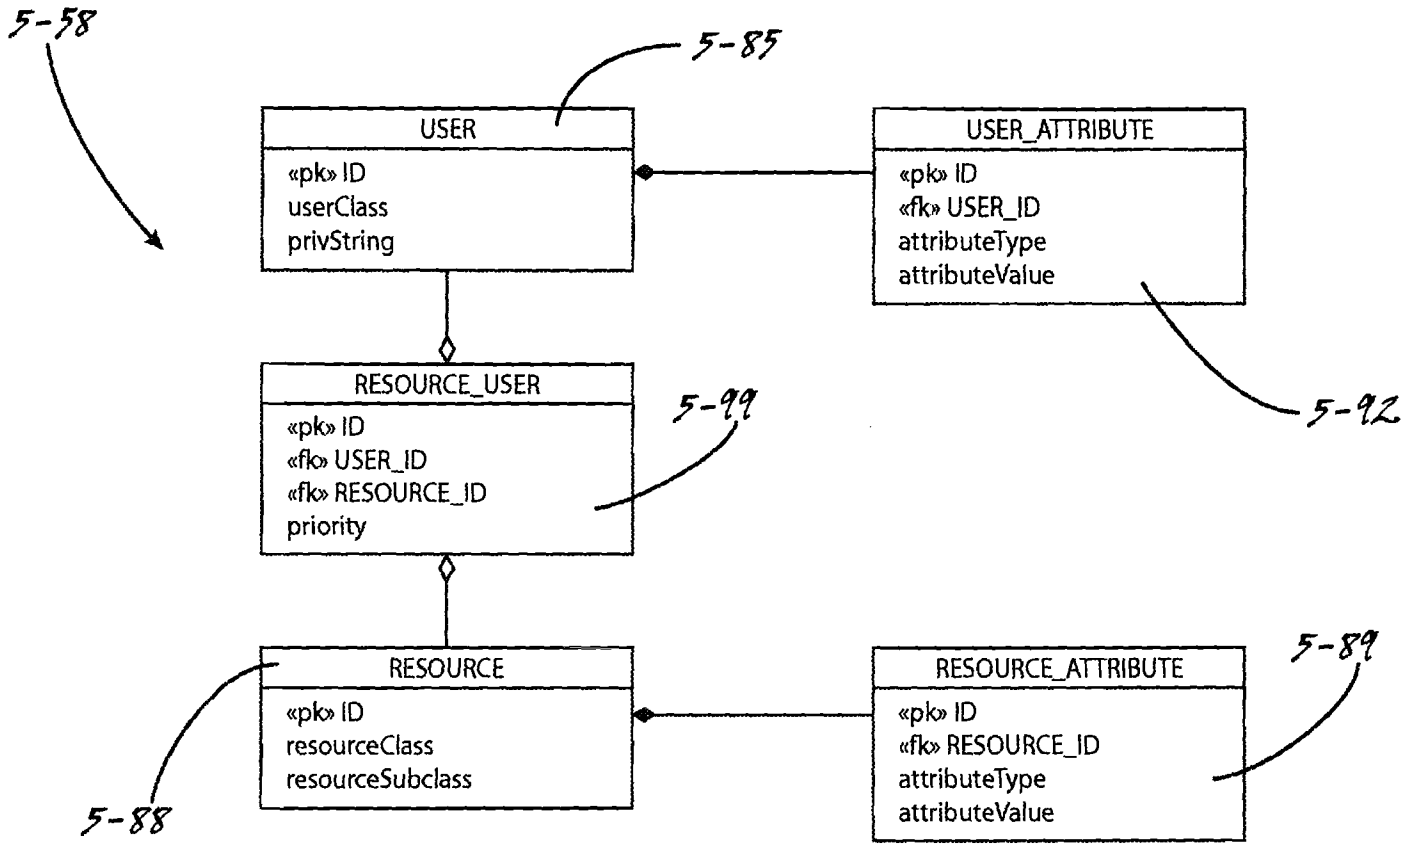 5-58
5-85
USER
«pk» ID
userClass
privString
USER_ATTRIBUTE
«pk» ID
«fk» USER_ID
attributeType
attributeValue
5-92
RESOURCE_USER
«pk» ID
«fk» USER_ID
«fk» RESOURCE_ID
priority
5-99
RESOURCE
«pk» ID
resourceClass
resourceSubclass
5-88
RESOURCE_ATTRIBUTE
«pk» ID
«fk» RESOURCE_ID
attributeType
attributeValue
5-89